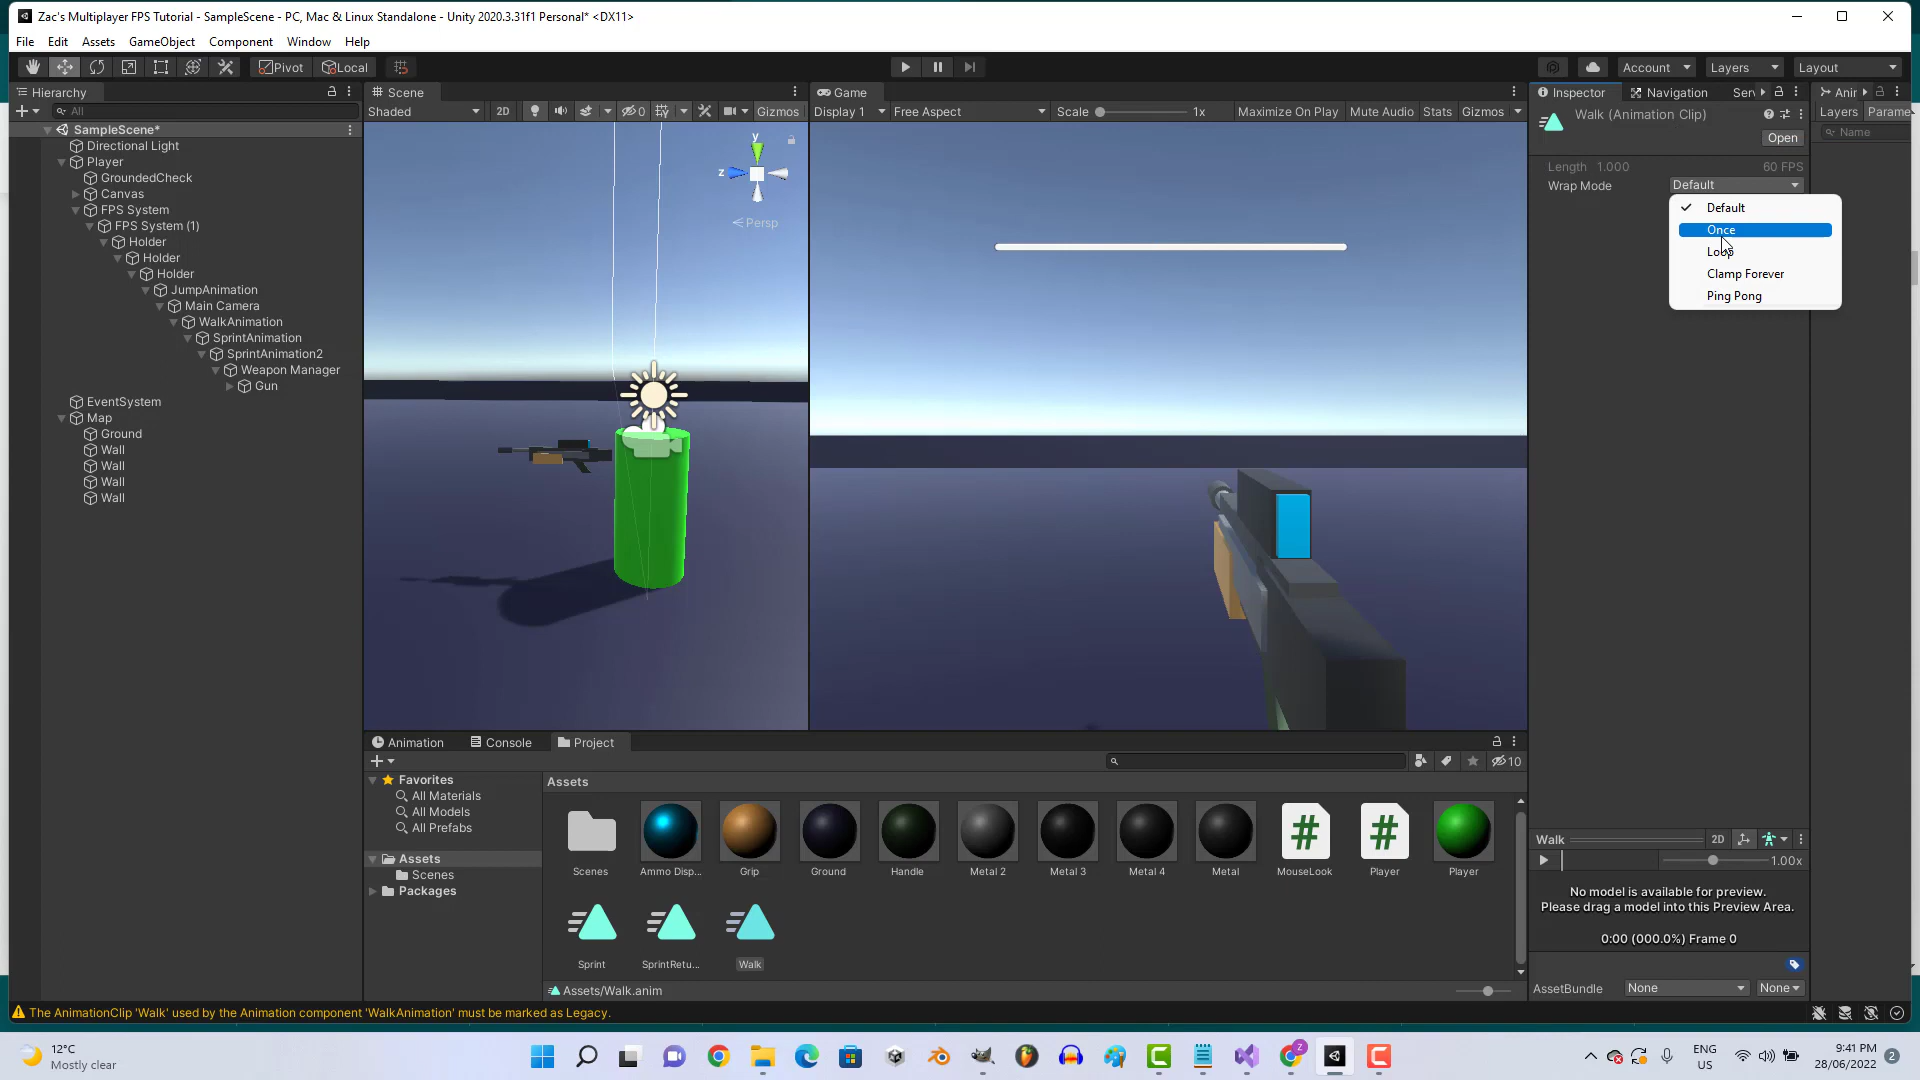 Zac's Multiplayer FPS Tutorial - SampleScene - PC, Mac & Linux Standalone - Unity 2020.3.31f1 Personal* <DX11>
File Edit Assets GameObject Component Window Help
Pivot Local Account Layers Layout
Hierarchy Scene Game Inspector Navigation
All Shaded 2D 0 Gizmos Display 1 Free Aspect Scale 1x Maximize On Play Mute Audio Stats Gizmos Walk (Animation Clip) Layers Parame
Name
Open
SampleScene*
Directional Light
Player
GroundedCheck
Canvas
FPS System
FPS System (1)
Holder
Holder
Holder
JumpAnimation
Main Camera
WalkAnimation
SprintAnimation
SprintAnimation2
Weapon Manager
Gun
EventSystem
Map
Ground
Wall
Wall
Wall
Wall
y
z
Persp
Length 1.000 60 FPS
Wrap Mode Default
Default
Once
Loop
Clamp Forever
Ping Pong
Animation Console Project
10
Favorites
All Materials
All Models
All Prefabs
Assets
Scenes
Packages
Assets
Scenes Ammo Disp... Grip Ground Handle Metal 2 Metal 3 Metal 4 Metal MouseLook Player Player
Sprint SprintRetu... Walk
Assets/Walk.anim
Walk 2D
1.00x
No model is available for preview.
Please drag a model into this Preview Area.
0:00 (000.0%) Frame 0
AssetBundle None None
The AnimationClip 'Walk' used by the Animation component 'WalkAnimation' must be marked as Legacy.
12°C
Mostly clear
Z
ENG
US
9:41 PM
28/06/2022
2